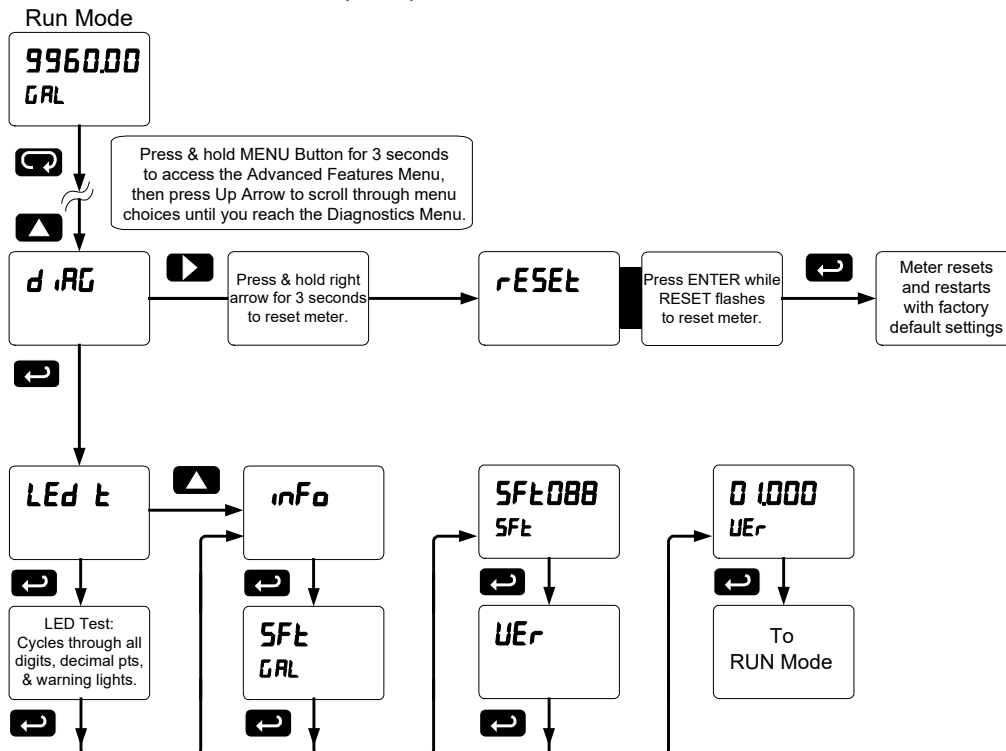 Run Mode
9960.00
GAL
Press & hold MENU Button for 3 seconds
to access the Advanced Features Menu,
then press Up Arrow to scroll through menu
choices until you reach the Diagnostics Menu.
diAG
Press & hold right
arrow for 3 seconds
to reset meter.
rESEt
Press ENTER while
RESET flashes
to reset meter.
Meter resets
and restarts
with factory
default settings
LEd t
inFo
SFt088
SFt
01.000
VEr
LED Test:
Cycles through all
digits, decimal pts,
& warning lights.
SFt
GAL
VEr
To
RUN Mode